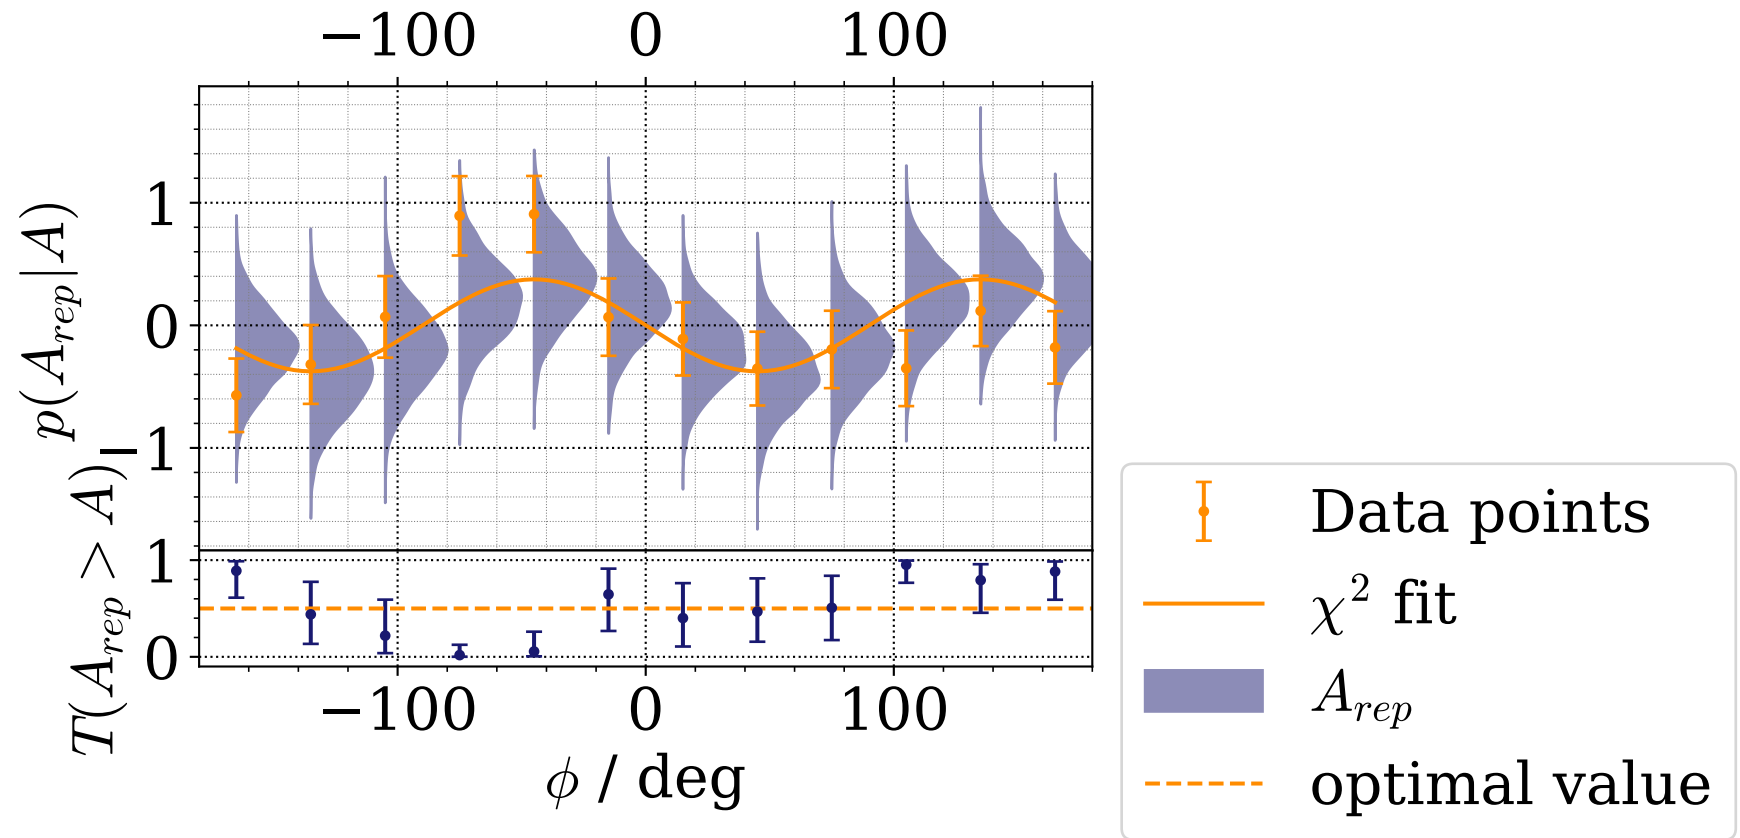 −100 0 100
p(A_rep|A)
1
0
−1
T(A_rep > A)
1
0
−100 0 100
ϕ / deg
Data points
χ² fit
A_rep
optimal value